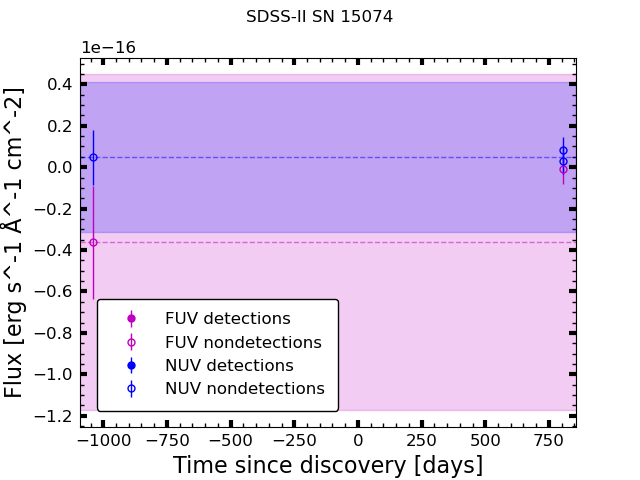 SDSS-II SN 15074
1e−16
0.4
0.2
0.0
−0.2
−0.4
−0.6
−0.8
−1.0
−1.2
Flux [erg s^-1 Å^-1 cm^-2]
FUV detections
FUV nondetections
NUV detections
NUV nondetections
−1000 −750 −500 −250 0 250 500 750
Time since discovery [days]